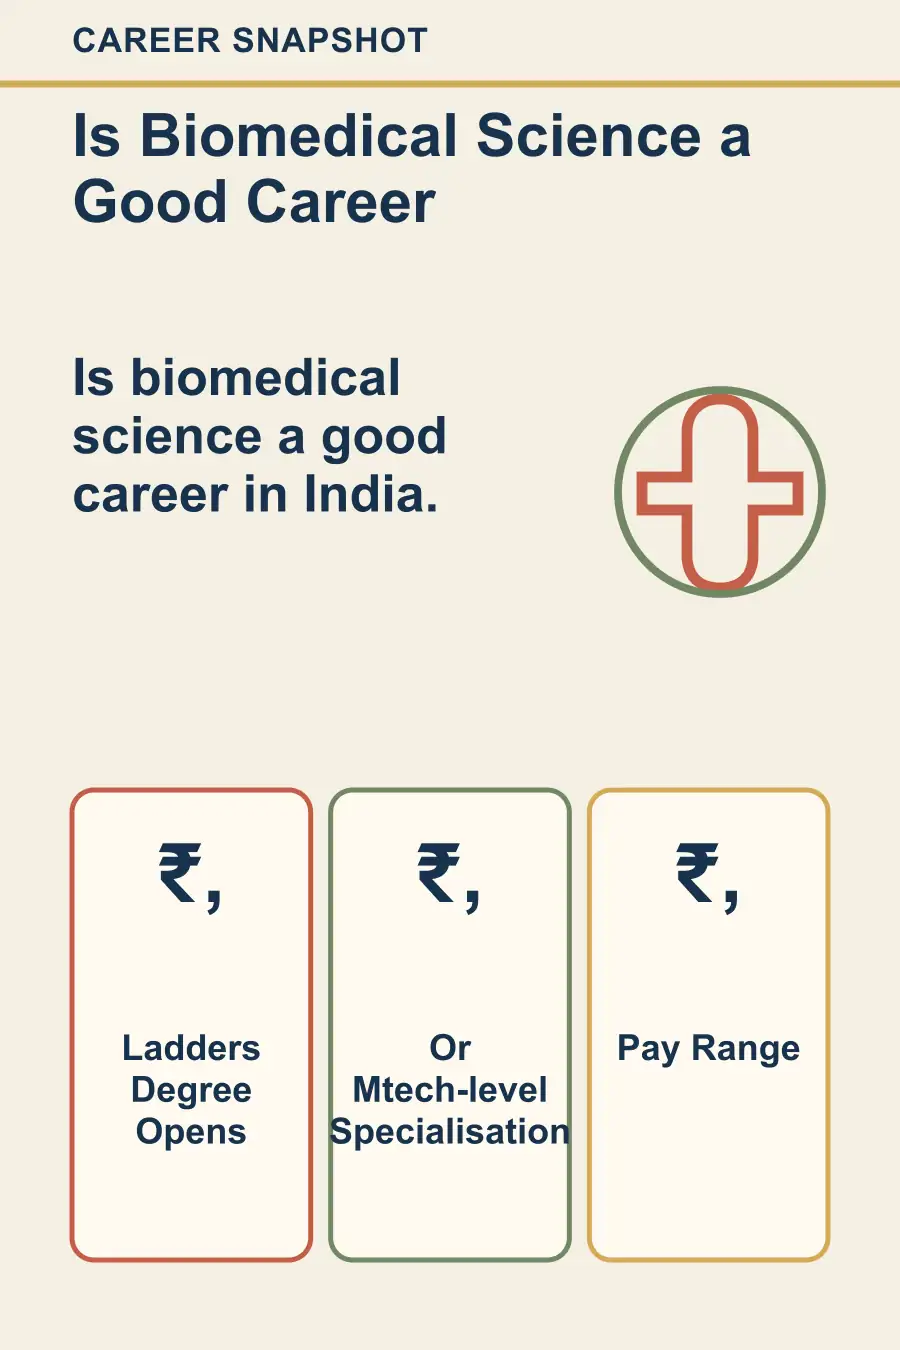 CAREER SNAPSHOT
Is Biomedical Science a
Good Career
Is biomedical
science a good
career in India.
₹,
Ladders
Degree
Opens
₹,
Or
Mtech-level
Specialisation
₹,
Pay Range